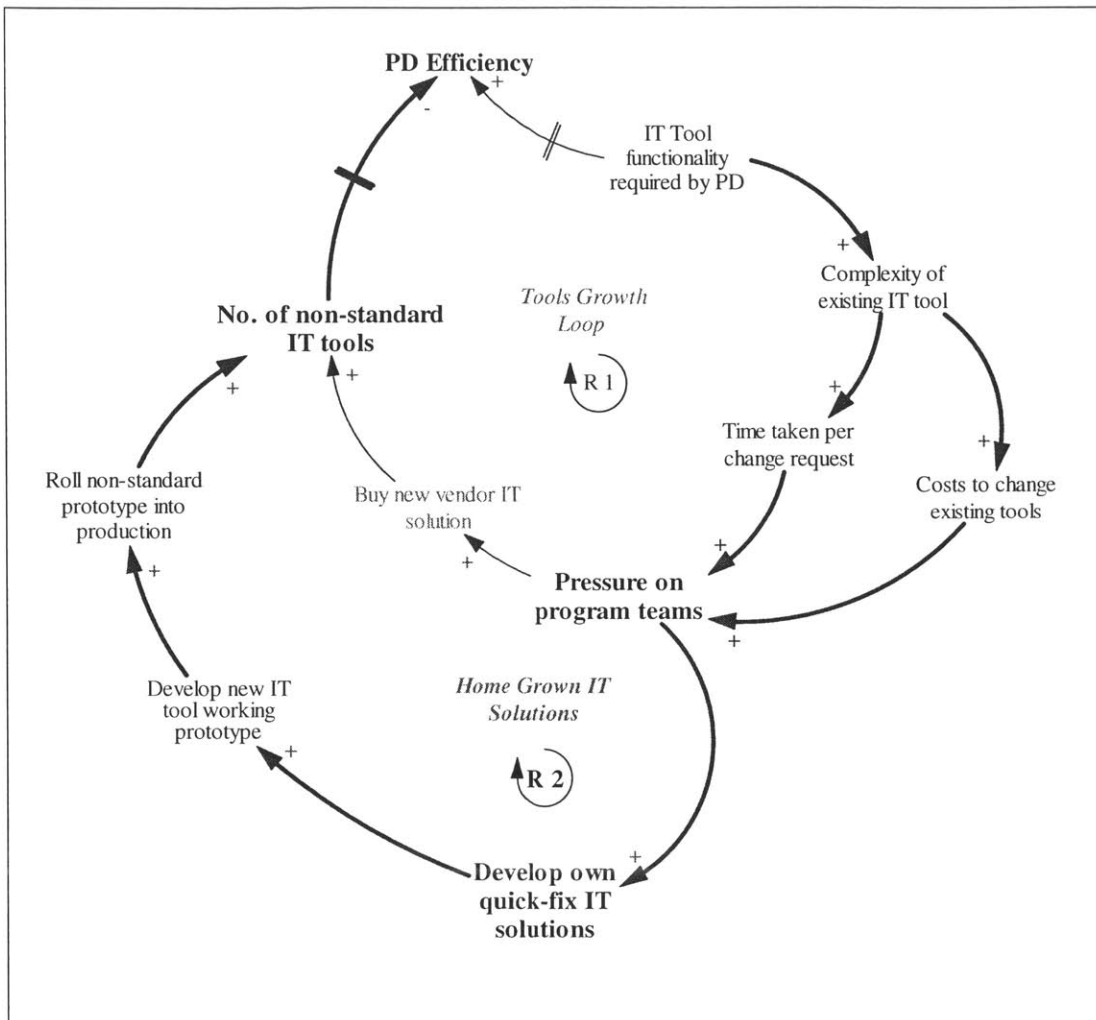 PD Efficiency
+
-
IT Tool
functionality
required by PD
+
Complexity of
existing IT tool
Tools Growth
Loop
R 1
No. of non-standard
IT tools
+
+
+
Time taken per
change request
+
Costs to change
existing tools
Roll non-standard
prototype into
production
Buy new vendor IT
solution
+
+
+
Pressure on
program teams
+
Develop new IT
tool working
prototype
+
Home Grown IT
Solutions
R 2
+
Develop own
quick-fix IT
solutions